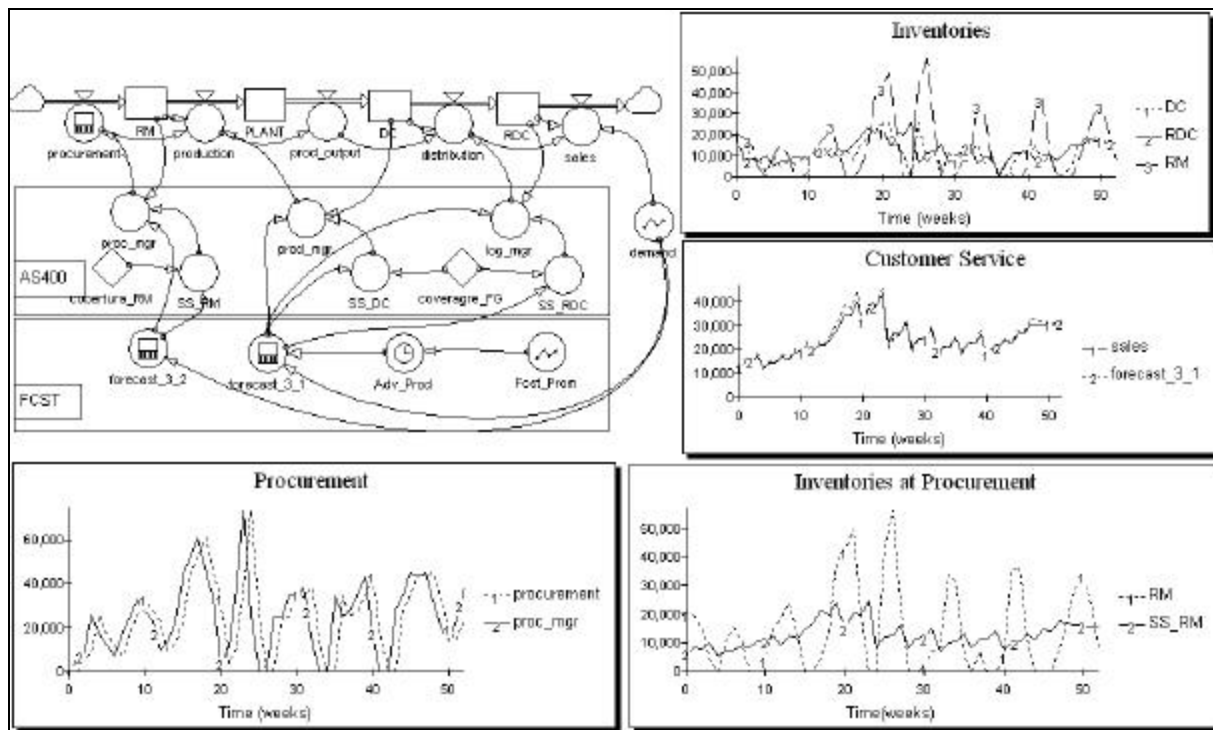 RM
PLANT
DC
RDC
procurement
production
prod_output
distribution
sales
proc_mgr
prod_mgr
log_mgr
demand
AS400
cobertura_RM
SS_RM
SS_DC
coveragre_FG
SS_RDC
forecast_3_2
forecast_3_1
Adv_Prod
Fcst_Prom
FCST
Inventories
50,000
40,000
30,000
20,000
10,000
0
0 10 20 30 40 50
Time (weeks)
1 DC
2 RDC
3 RM
Customer Service
40,000
30,000
20,000
10,000
0
0 10 20 30 40 50
Time (weeks)
1 sales
2 forecast_3_1
Procurement
60,000
40,000
20,000
0
0 10 20 30 40 50
Time (weeks)
1 procurement
2 proc_mgr
Inventories at Procurement
50,000
40,000
30,000
20,000
10,000
0
0 10 20 30 40 50
Time(weeks)
1 RM
2 SS_RM